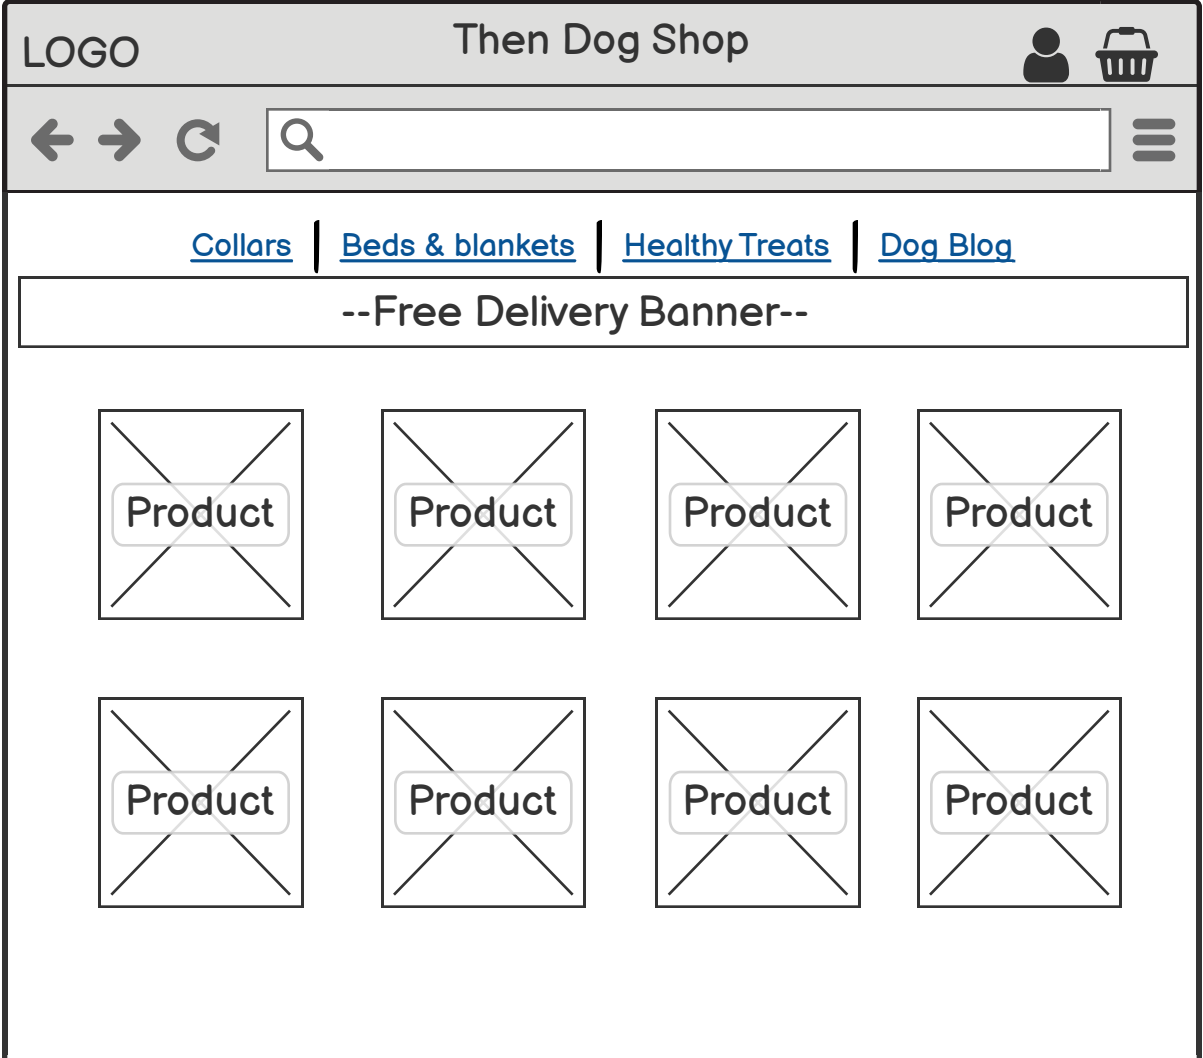 LOGO
Then Dog Shop
Collars
Beds & blankets
Healthy Treats
Dog Blog
--Free Delivery Banner--
Product
Product
Product
Product
Product
Product
Product
Product